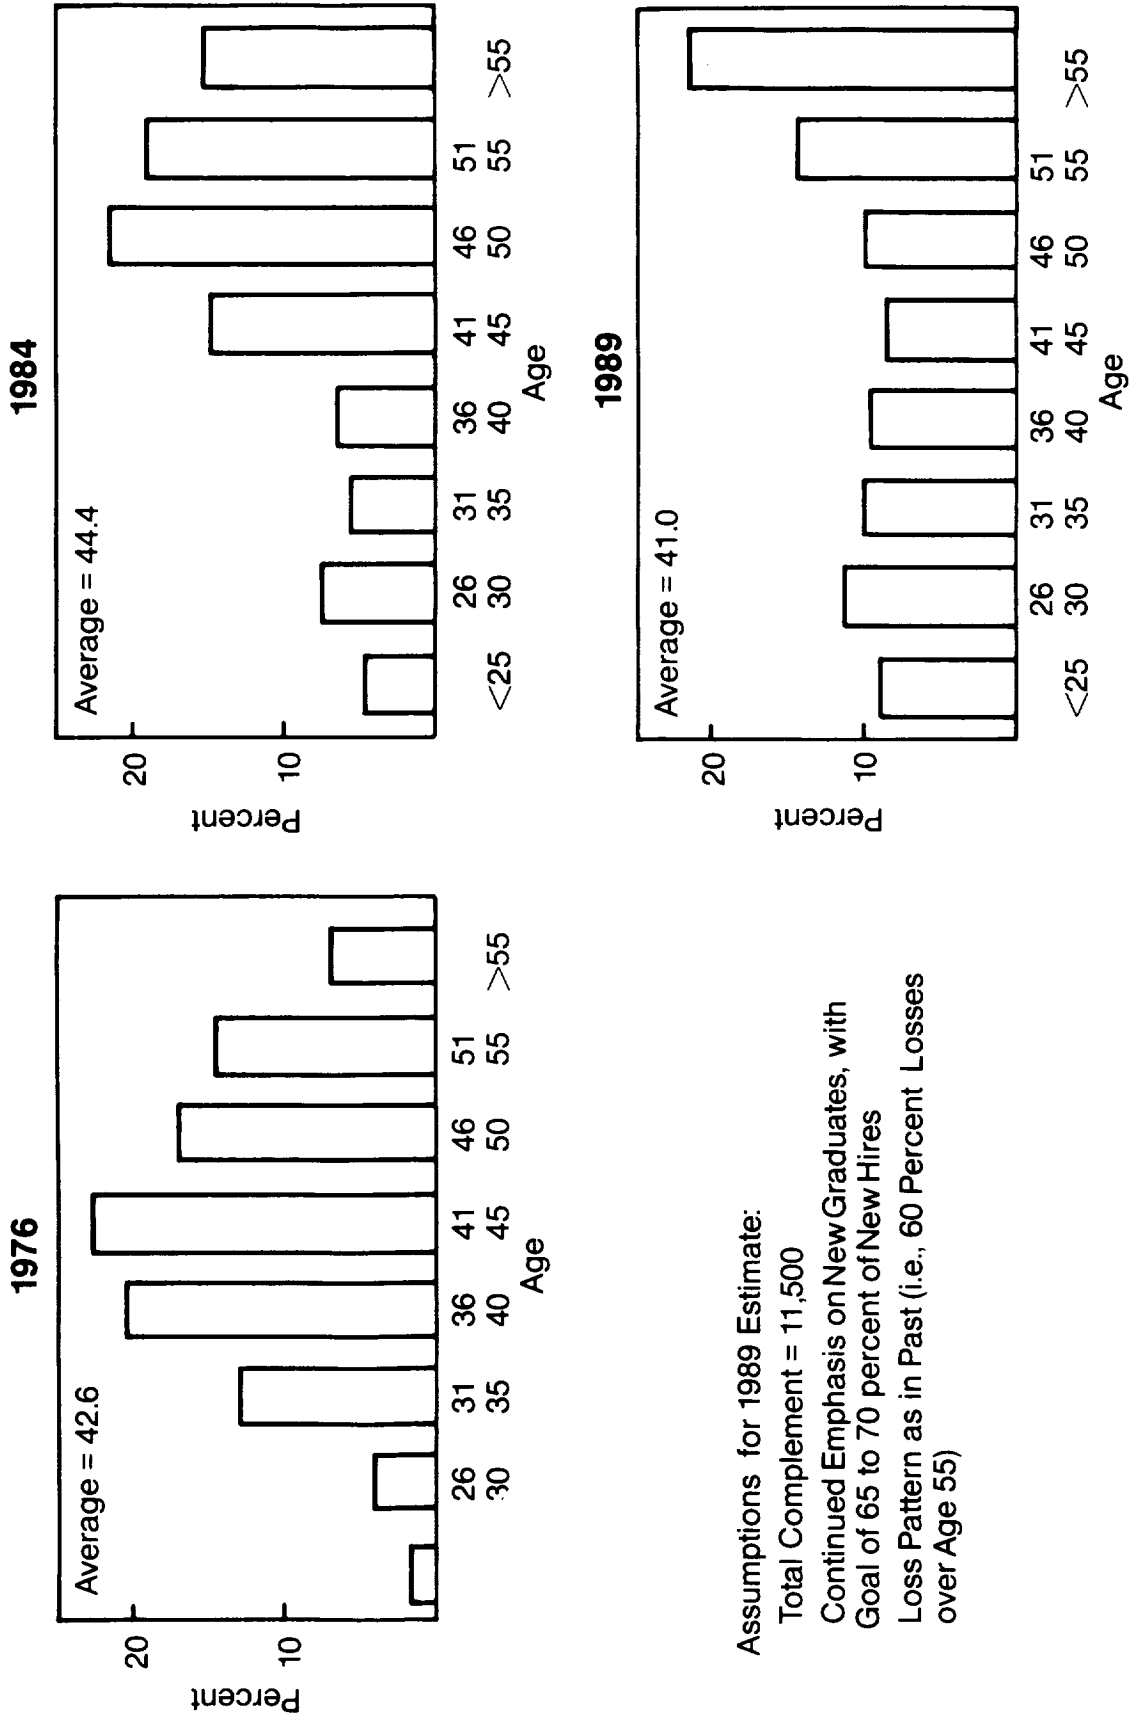 1976
Average = 42.6
Percent
20
10
26 31 36 41 46 51 >55
30 35 40 45 50 55
Age
1984
Average = 44.4
Percent
20
10
<25 26 31 36 41 46 51 >55
30 35 40 45 50 55
Age
Assumptions for 1989 Estimate:
Total Complement = 11,500
Continued Emphasis on New Graduates, with
Goal of 65 to 70 percent of New Hires
Loss Pattern as in Past (i.e., 60 Percent Losses
over Age 55)
1989
Average = 41.0
Percent
20
10
<25 26 31 36 41 46 51 >55
30 35 40 45 50 55
Age